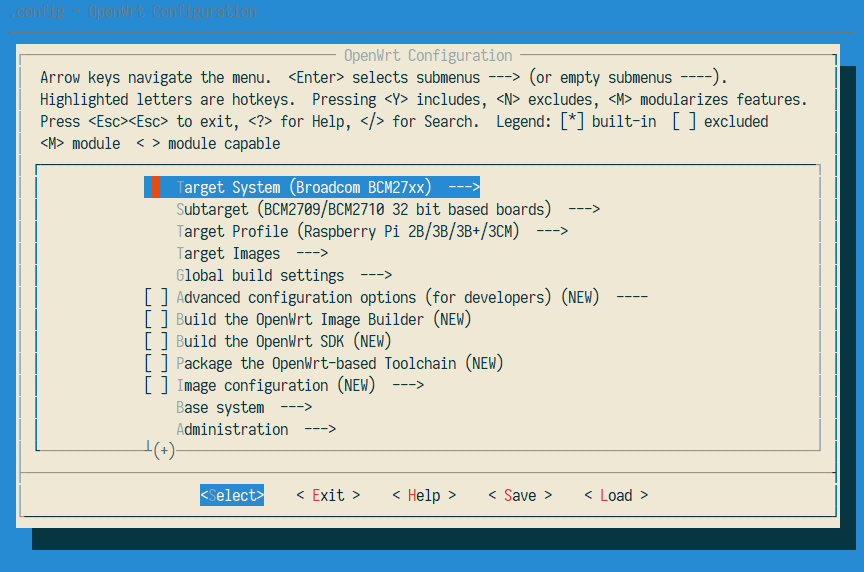 .config - OpenWrt Configuration
OpenWrt Configuration
Arrow keys navigate the menu.  <Enter> selects submenus ---> (or empty submenus ----).
Highlighted letters are hotkeys.  Pressing <Y> includes, <N> excludes, <M> modularizes features.
Press <Esc><Esc> to exit, <?> for Help, </> for Search.  Legend: [*] built-in  [ ] excluded
<M> module  < > module capable
Target System (Broadcom BCM27xx)  --->
Subtarget (BCM2709/BCM2710 32 bit based boards)  --->
Target Profile (Raspberry Pi 2B/3B/3B+/3CM)  --->
Target Images  --->
Global build settings  --->
[ ] Advanced configuration options (for developers) (NEW)  ----
[ ] Build the OpenWrt Image Builder (NEW)
[ ] Build the OpenWrt SDK (NEW)
[ ] Package the OpenWrt-based Toolchain (NEW)
[ ] Image configuration (NEW)  --->
Base system  --->
Administration  --->
(+)
<Select>    < Exit >    < Help >    < Save >    < Load >